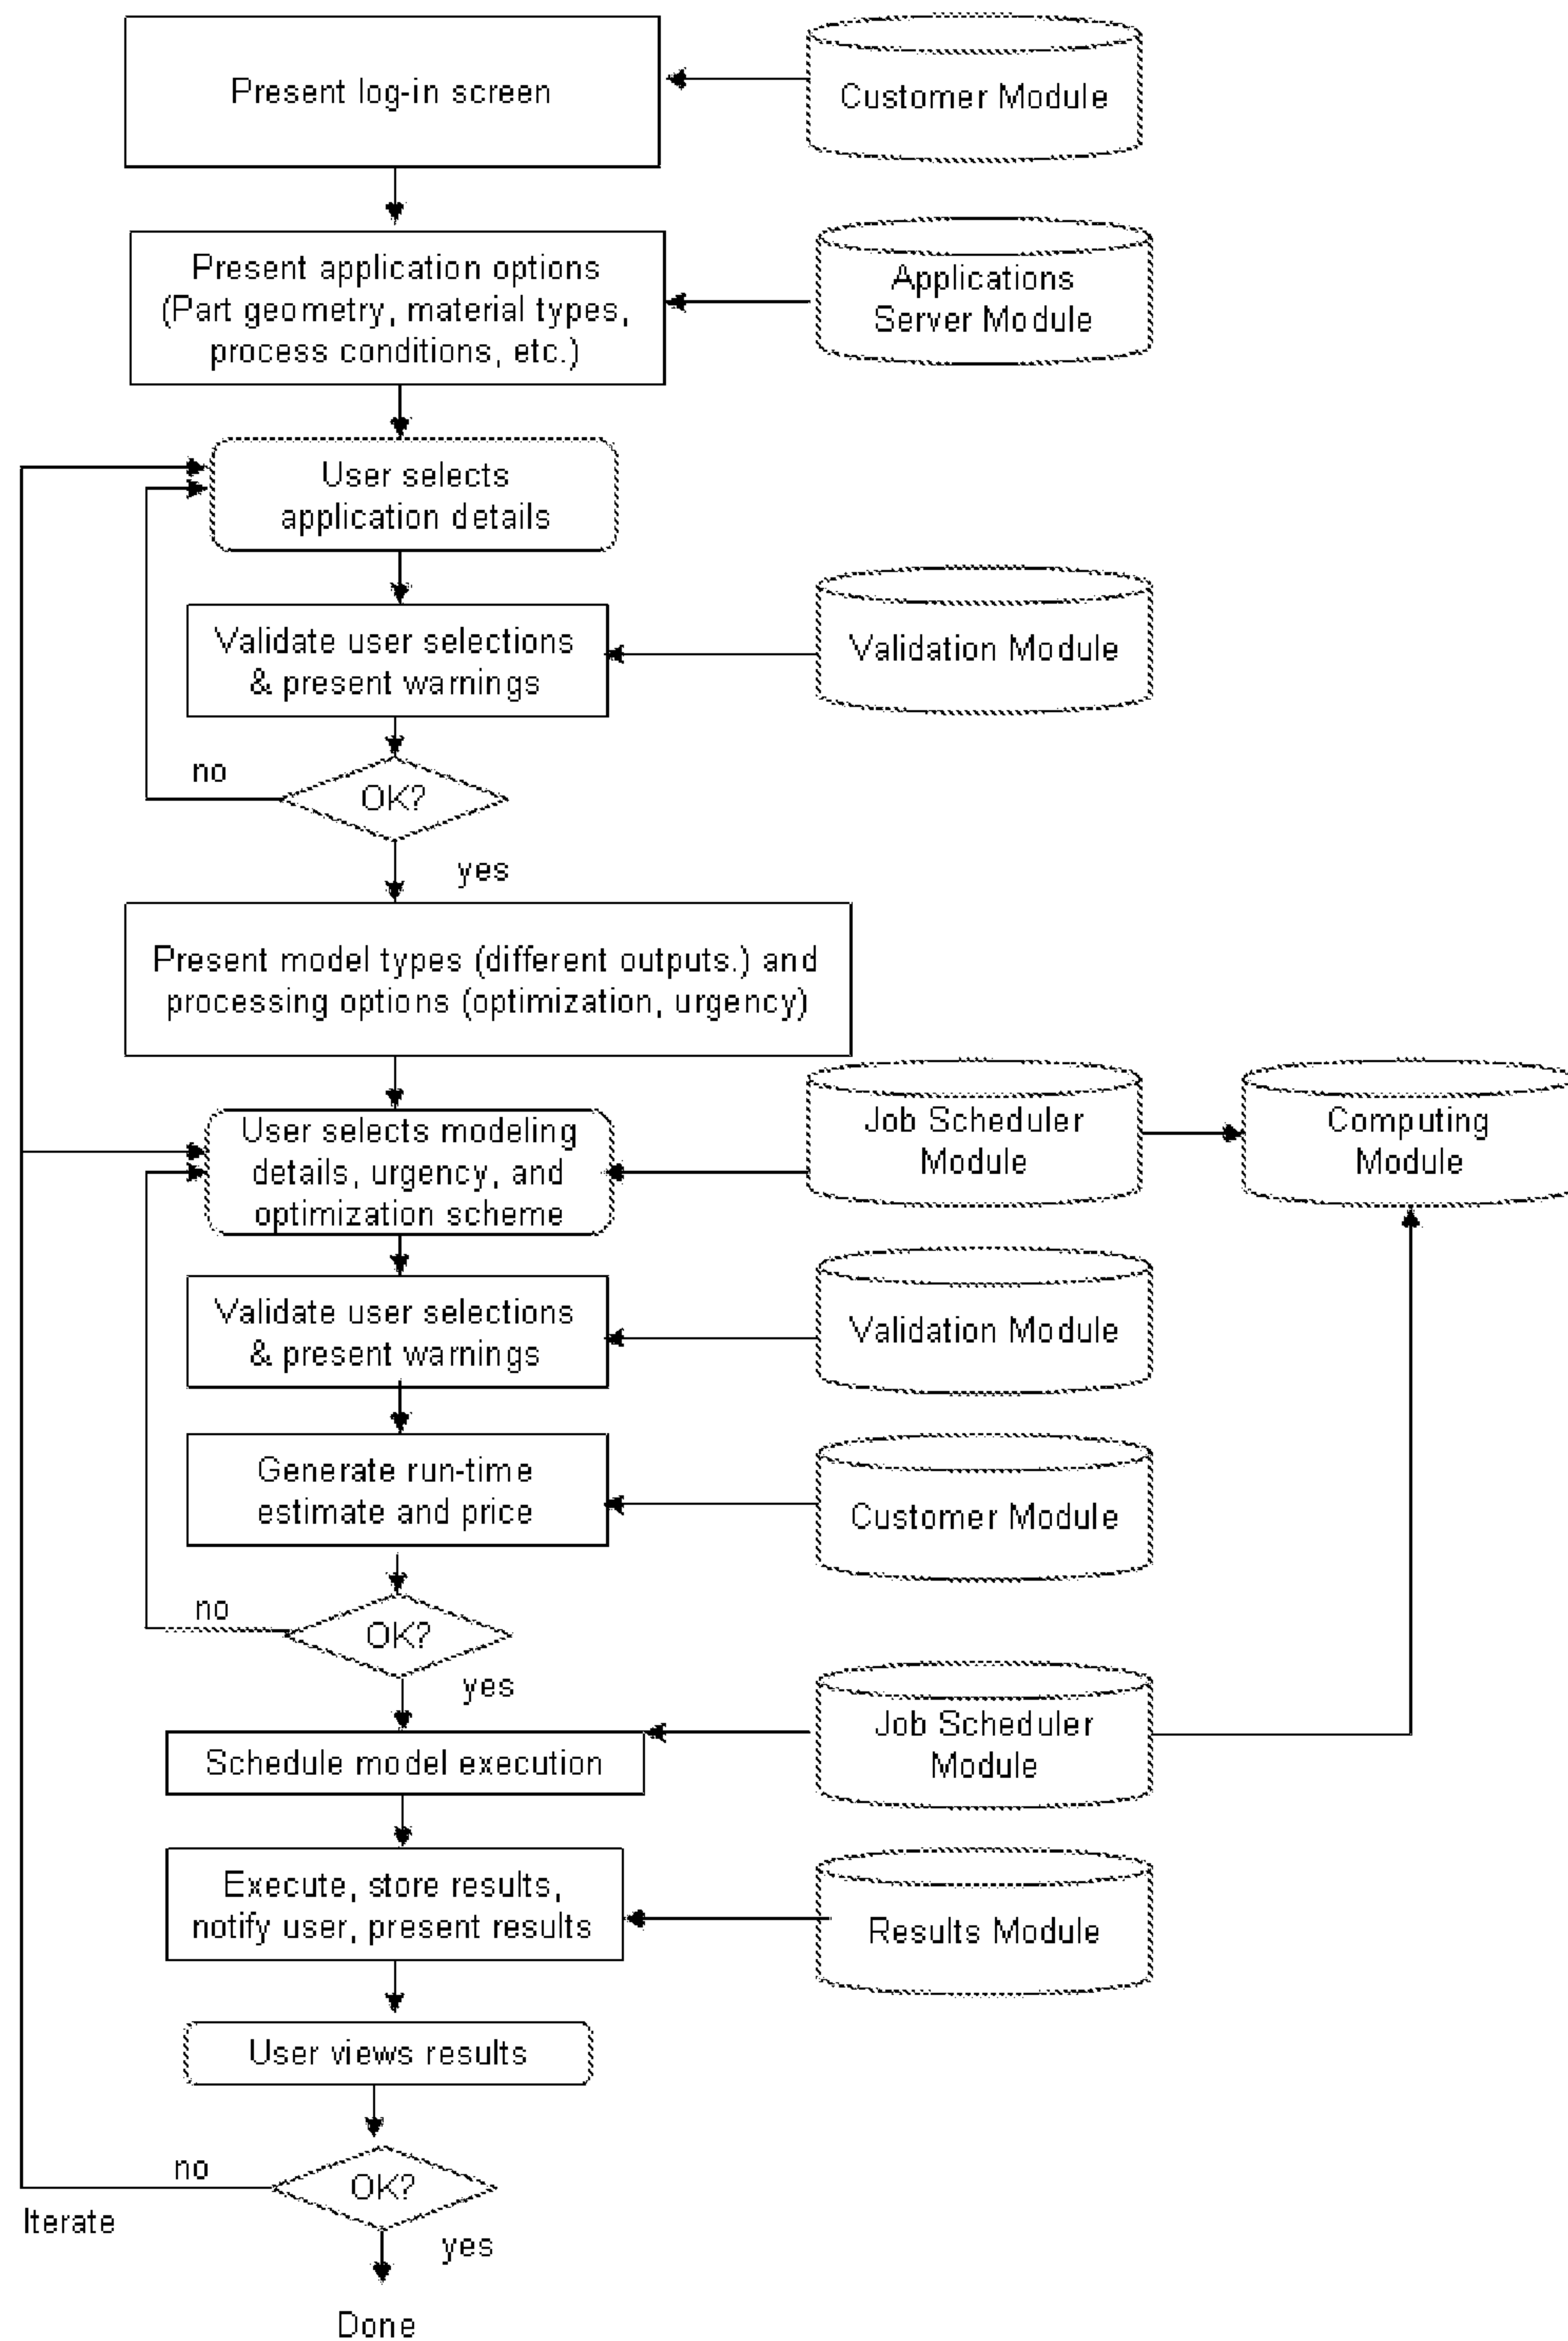 Present log-in screen
Customer Module
Present application options
(Part geometry, material types,
process conditions, etc.)
Applications
Server Module
User selects
application details
Validate user selections
& present warnings
Validation Module
no
OK?
yes
Present model types (different outputs.) and
processing options (optimization, urgency)
User selects modeling
details, urgency, and
optimization scheme
Job Scheduler
Module
Computing
Module
Validate user selections
& present warnings
Validation Module
Generate run-time
estimate and price
Customer Module
no
OK?
yes
Schedule model execution
Job Scheduler
Module
Execute, store results,
notify user, present results
Results Module
User views results
no
OK?
Iterate
yes
Done